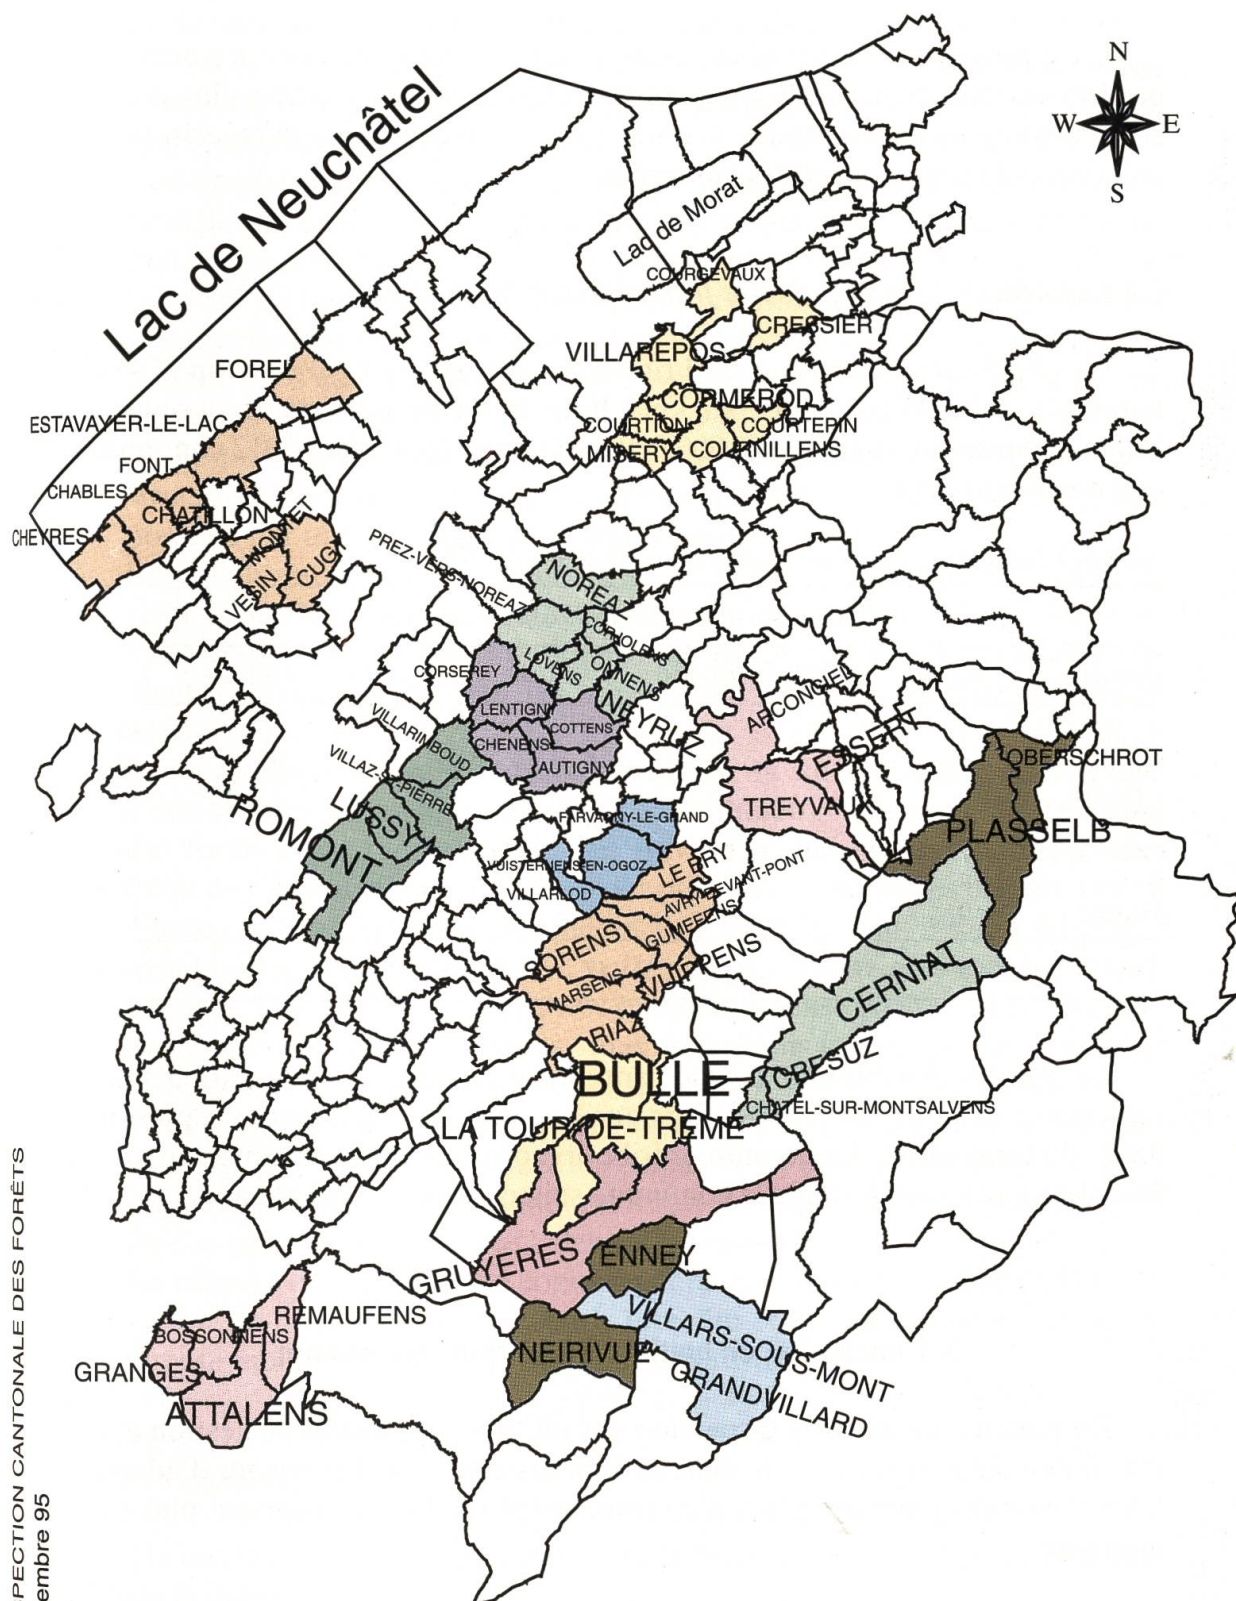 N
W E
S
Lac de Neuchâtel
Lac de Morat
COURGEVAUX
CRESSIER
VILLAREPOS
FOREL
CORMEROD
ESTAVAYER-LE-LAC
COURTION
COURTEPIN
MISERY
COURNILLENS
FONT
CHABLES
CHATILLON
CHEYRES
MONTET
CUGY
VESIN
PREZ-VERS-NOREAZ
NOREAZ
CORJOLENS
LOVENS
ONNENS
CORSEREY
NEYRUZ
LENTIGNY
COTTENS
CHENENS
AUTIGNY
ARCONCIEL
ESSERT
VILLARIMBOUD
VILLAZ-ST-PIERRE
LUSSY
ROMONT
OBERSCHROT
TREYVAUX
PLASSELB
FARVAGNY-LE-GRAND
VUISTERNENS-EN-OGOZ
VILLARLOD
LE BRY
AVRY-DEVANT-PONT
GUMEFENS
SORENS
MARSENS
VUIPPENS
RIAZ
CERNIAT
CRESUZ
CHATEL-SUR-MONTSALVENS
BULLE
LA TOUR-DE-TREME
GRUYERES
ENNEY
VILLARS-SOUS-MONT
NEIRIVUE
GRANDVILLARD
REMAUFENS
BOSSONNENS
GRANGES
ATTALENS
PECTION CANTONALE DES FORÊTS
embre 95